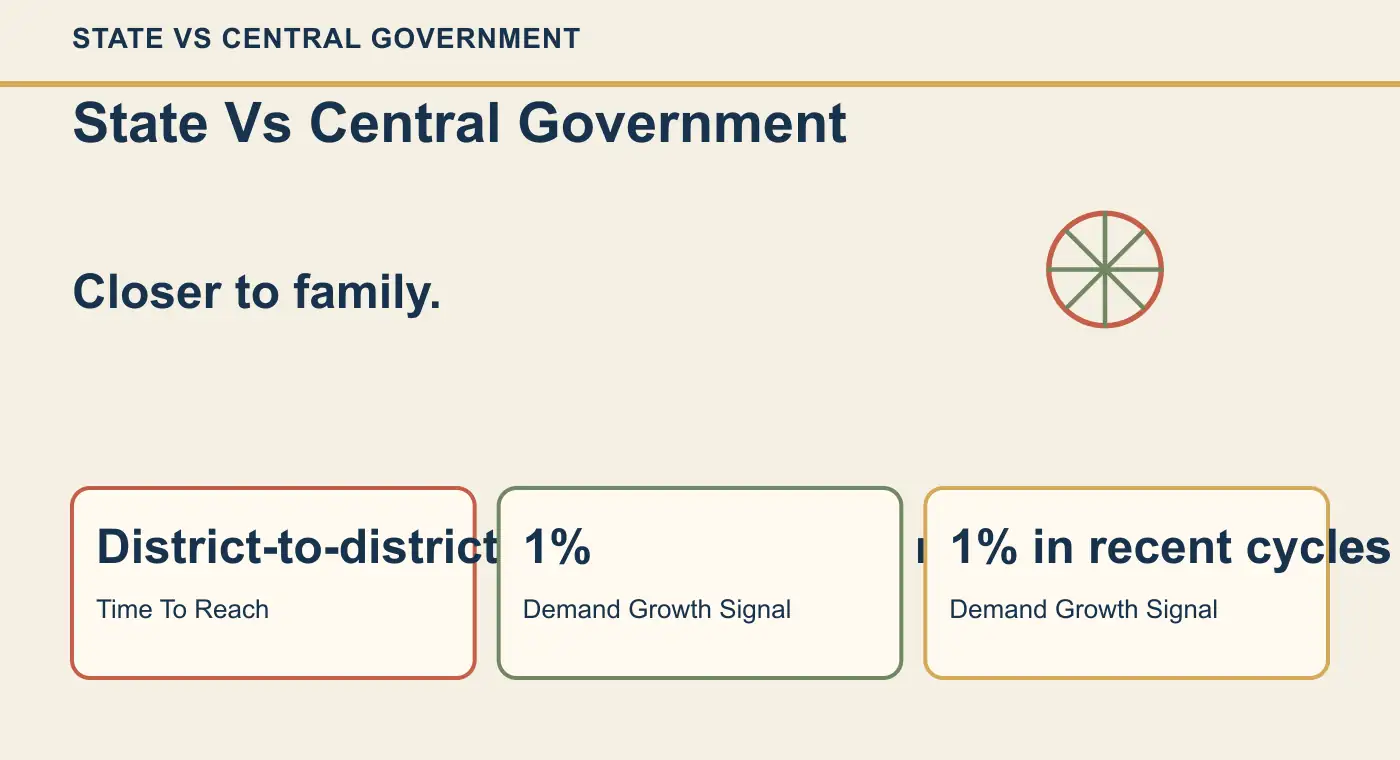 STATE VS CENTRAL GOVERNMENT
State Vs Central Government
Closer to family.
District-to-district
Time To Reach
1%
Demand Growth Signal
1% in recent cycles
Demand Growth Signal